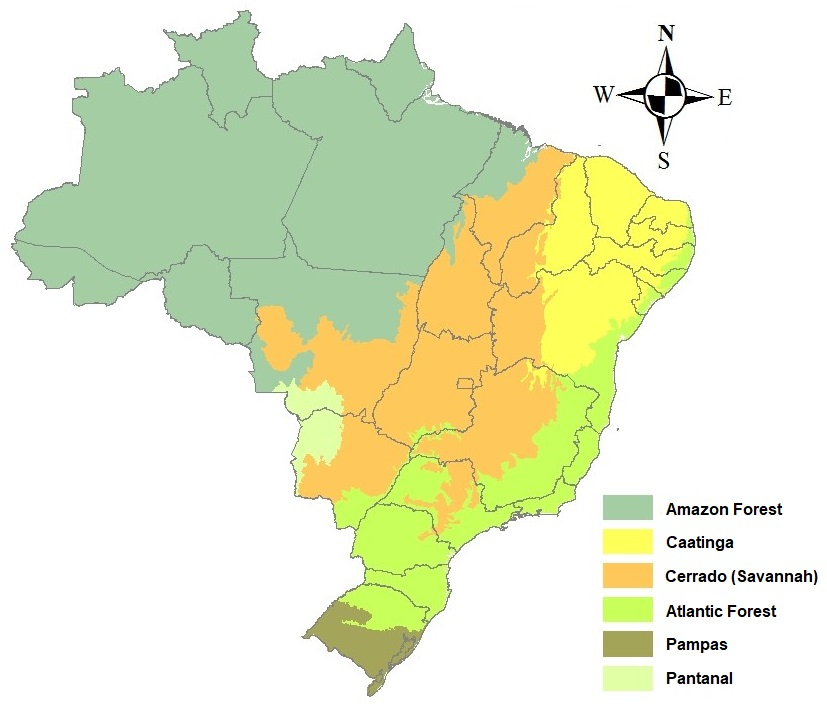 N
W E
S
Amazon Forest
Caatinga
Cerrado (Savannah)
Atlantic Forest
Pampas
Pantanal